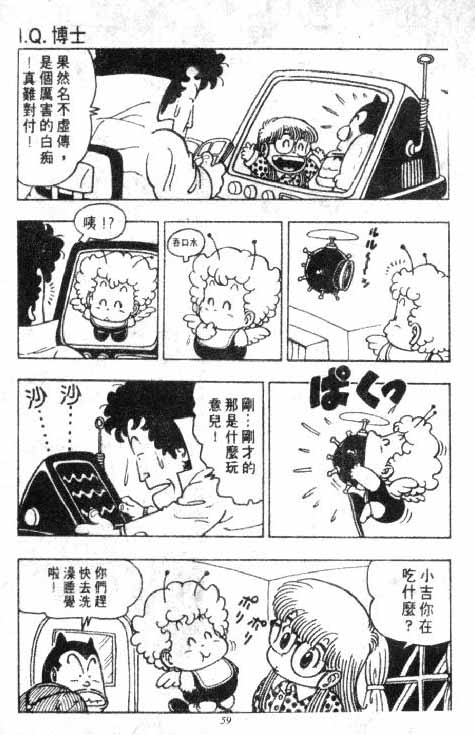 I.Q. 博士
果然名不虛傳，
是個厲害的白痴
！真難對付！
咦！？
吞口水
ルルル～ーッ
ぱくっ
剛…剛才的
那是什麼玩
意兒！
沙
沙
小吉你在
吃什麼？
ポリポリ
你們趕
快去洗
澡睡覺
啦！
59